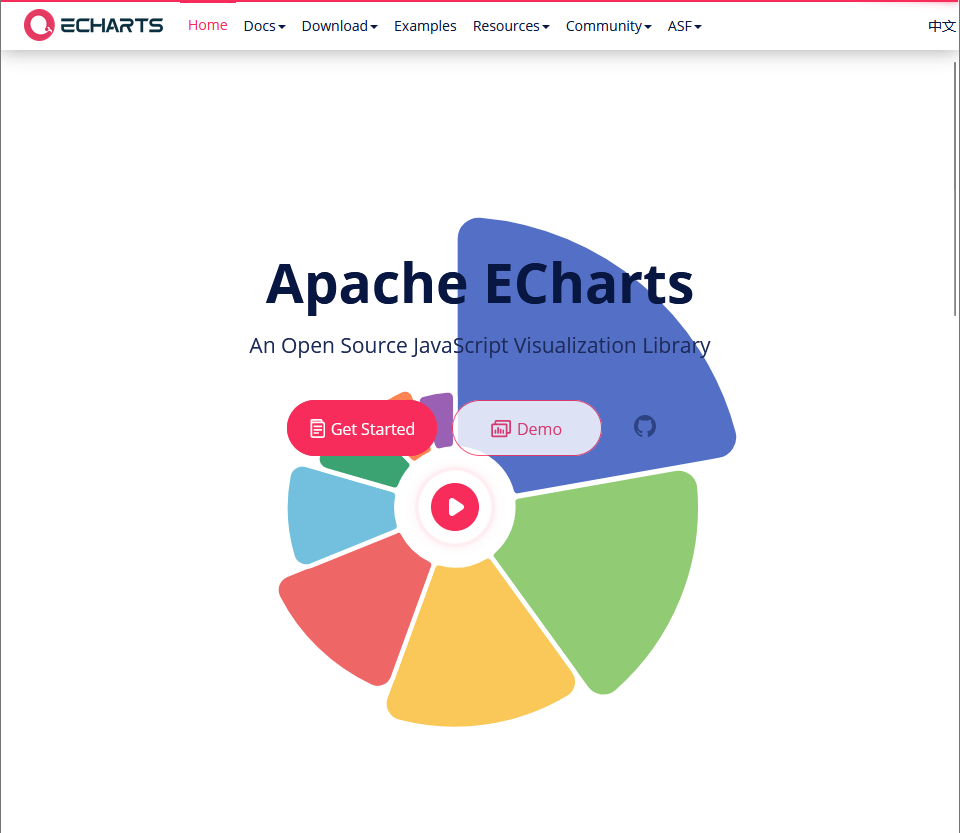 ECHARTS
Home Docs Download Examples Resources Community ASF 中文
Apache ECharts
An Open Source JavaScript Visualization Library
Get Started Demo